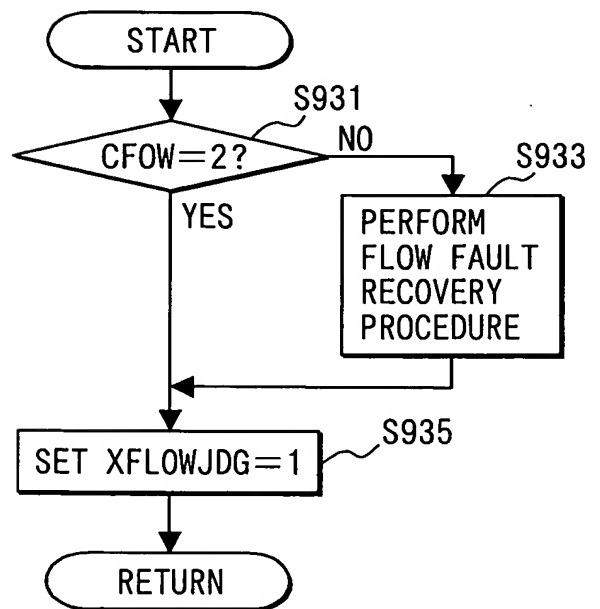 START
S931
CFOW=2?
NO
S933
YES
PERFORM
FLOW FAULT
RECOVERY
PROCEDURE
S935
SET XFLOWJDG=1
RETURN